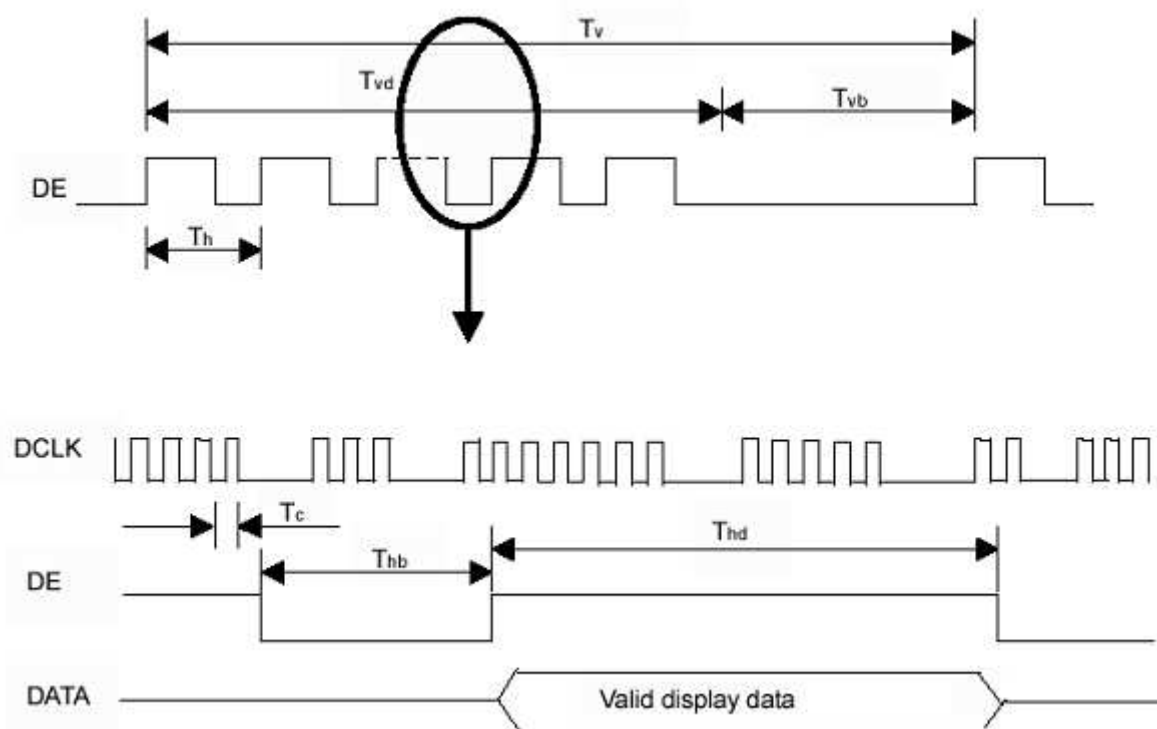 Tv
Tvd
Tvb
DE
Th
DCLK
Tc
Thd
Thb
DE
DATA
Valid display data